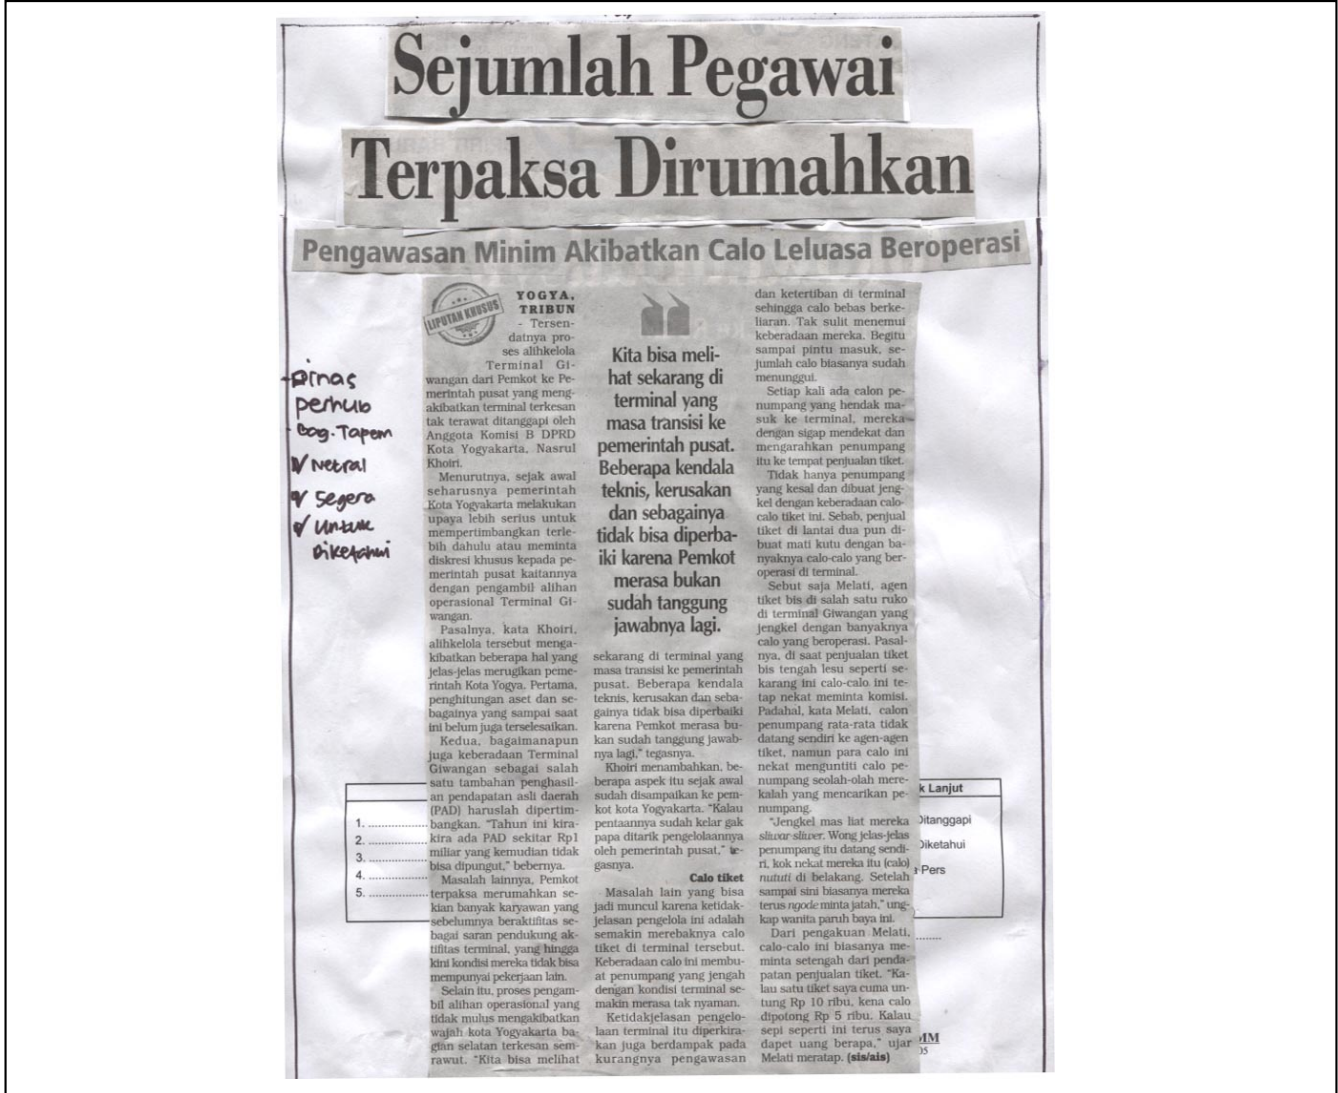 Sejumlah Pegawai
Terpaksa Dirumahkan
Pengawasan Minim Akibatkan Calo Leluasa Beroperasi
- Dinas
perhub
- Bag. Tapem
✓ Netral
✓ Segera
✓ Untuk
Diketahui
LIPUTAN KHUSUS
YOGYA,
TRIBUN
- Tersen-
datnya pro-
ses alihkelola
Terminal Gi-
wangan dari Pemkot ke Pe-
merintah pusat yang meng-
akibatkan terminal terkesan
tak terawat ditanggapi oleh
Anggota Komisi B DPRD
Kota Yogyakarta, Nasrul
Khoiri.
Menurutnya, sejak awal
seharusnya pemerintah
Kota Yogyakarta melakukan
upaya lebih serius untuk
mempertimbangkan terle-
bih dahulu atau meminta
diskresi khusus kepada pe-
merintah pusat kaitannya
dengan pengambil alihan
operasional Terminal Gi-
wangan.
Pasalnya, kata Khoiri,
alihkelola tersebut menga-
kibatkan beberapa hal yang
jelas-jelas merugikan peme-
rintah Kota Yogya. Pertama,
penghitungan aset dan se-
bagainya yang sampai saat
ini belum juga terselesaikan.
Kedua, bagaimanapun
juga keberadaan Terminal
Giwangan sebagai salah
satu tambahan penghasil-
an pendapatan asli daerah
(PAD) haruslah dipertim-
bangkan. "Tahun ini kira-
kira ada PAD sekitar Rp1
miliar yang kemudian tidak
bisa dipungut," bebernya.
Masalah lainnya, Pemkot
terpaksa merumahkan se-
kian banyak karyawan yang
sebelumnya beraktifitas se-
bagai saran pendukung ak-
tifitas terminal, yang hingga
kini kondisi mereka tidak bisa
mempunyai pekerjaan lain.
Selain itu, proses pengam-
bil alihan operasional yang
tidak mulus mengakibatkan
wajah kota Yogyakarta ba-
gian selatan terkesan sem-
rawut. "Kita bisa melihat
Kita bisa meli-
hat sekarang di
terminal yang
masa transisi ke
pemerintah pusat.
Beberapa kendala
teknis, kerusakan
dan sebagainya
tidak bisa diperba-
iki karena Pemkot
merasa bukan
sudah tanggung
jawabnya lagi.
sekarang di terminal yang
masa transisi ke pemerintah
pusat. Beberapa kendala
teknis, kerusakan dan seba-
gainya tidak bisa diperbaiki
karena Pemkot merasa bu-
kan sudah tanggung jawab-
nya lagi," tegasnya.
Khoiri menambahkan, be-
berapa aspek itu sejak awal
sudah disampaikan ke pem-
kot kota Yogyakarta. "Kalau
pentaannya sudah kelar gak
papa ditarik pengelolaannya
oleh pemerintah pusat," te-
gasnya.
Calo tiket
Masalah lain yang bisa
jadi muncul karena ketidak-
jelasan pengelola ini adalah
semakin merebaknya calo
tiket di terminal tersebut.
Keberadaan calo ini membu-
at penumpang yang jengah
dengan kondisi terminal se-
makin merasa tak nyaman.
Ketidakjelasan pengelo-
laan terminal itu diperkira-
kan juga berdampak pada
kurangnya pengawasan
dan ketertiban di terminal
sehingga calo bebas berke-
liaran. Tak sulit menemui
keberadaan mereka. Begitu
sampai pintu masuk, se-
jumlah calo biasanya sudah
menunggui.
Setiap kali ada calon pe-
numpang yang hendak ma-
suk ke terminal, mereka
dengan sigap mendekat dan
mengarahkan penumpang
itu ke tempat penjualan tiket.
Tidak hanya penumpang
yang kesal dan dibuat jeng-
kel dengan keberadaan calo-
calo tiket ini. Sebab, penjual
tiket di lantai dua pun di-
buat mati kutu dengan ba-
nyaknya calo-calo yang ber-
operasi di terminal.
Sebut saja Melati, agen
tiket bis di salah satu ruko
di terminal Giwangan yang
jengkel dengan banyaknya
calo yang beroperasi. Pasal-
nya, di saat penjualan tiket
bis tengah lesu seperti se-
karang ini calo-calo ini te-
tap nekat meminta komisi.
Padahal, kata Melati, calon
penumpang rata-rata tidak
datang sendiri ke agen-agen
tiket, namun para calo ini
nekat menguntiti calo pe-
numpang seolah-olah mere-
kalah yang mencarikan pe-
numpang.
"Jengkel mas liat mereka
sliwar sliwer. Wong jelas-jelas
penumpang itu datang sendi-
ri, kok nekat mereka itu (calo)
nututi di belakang. Setelah
sampai sini biasanya mereka
terus ngode minta jatah," ung-
kap wanita paruh baya ini.
Dari pengakuan Melati,
calo-calo ini biasanya me-
minta setengah dari penda-
patan penjualan tiket. "Ka-
lau satu tiket saya cuma un-
tung Rp 10 ribu, kena calo
dipotong Rp 5 ribu. Kalau
sepi seperti ini terus saya
dapet uang berapa," ujar
Melati meratap. (sis/ais)
1. ....................
2. ....................
3. ....................
4. ....................
5. ....................
k Lanjut
Ditanggapi
Diketahui
Pers
MM
05